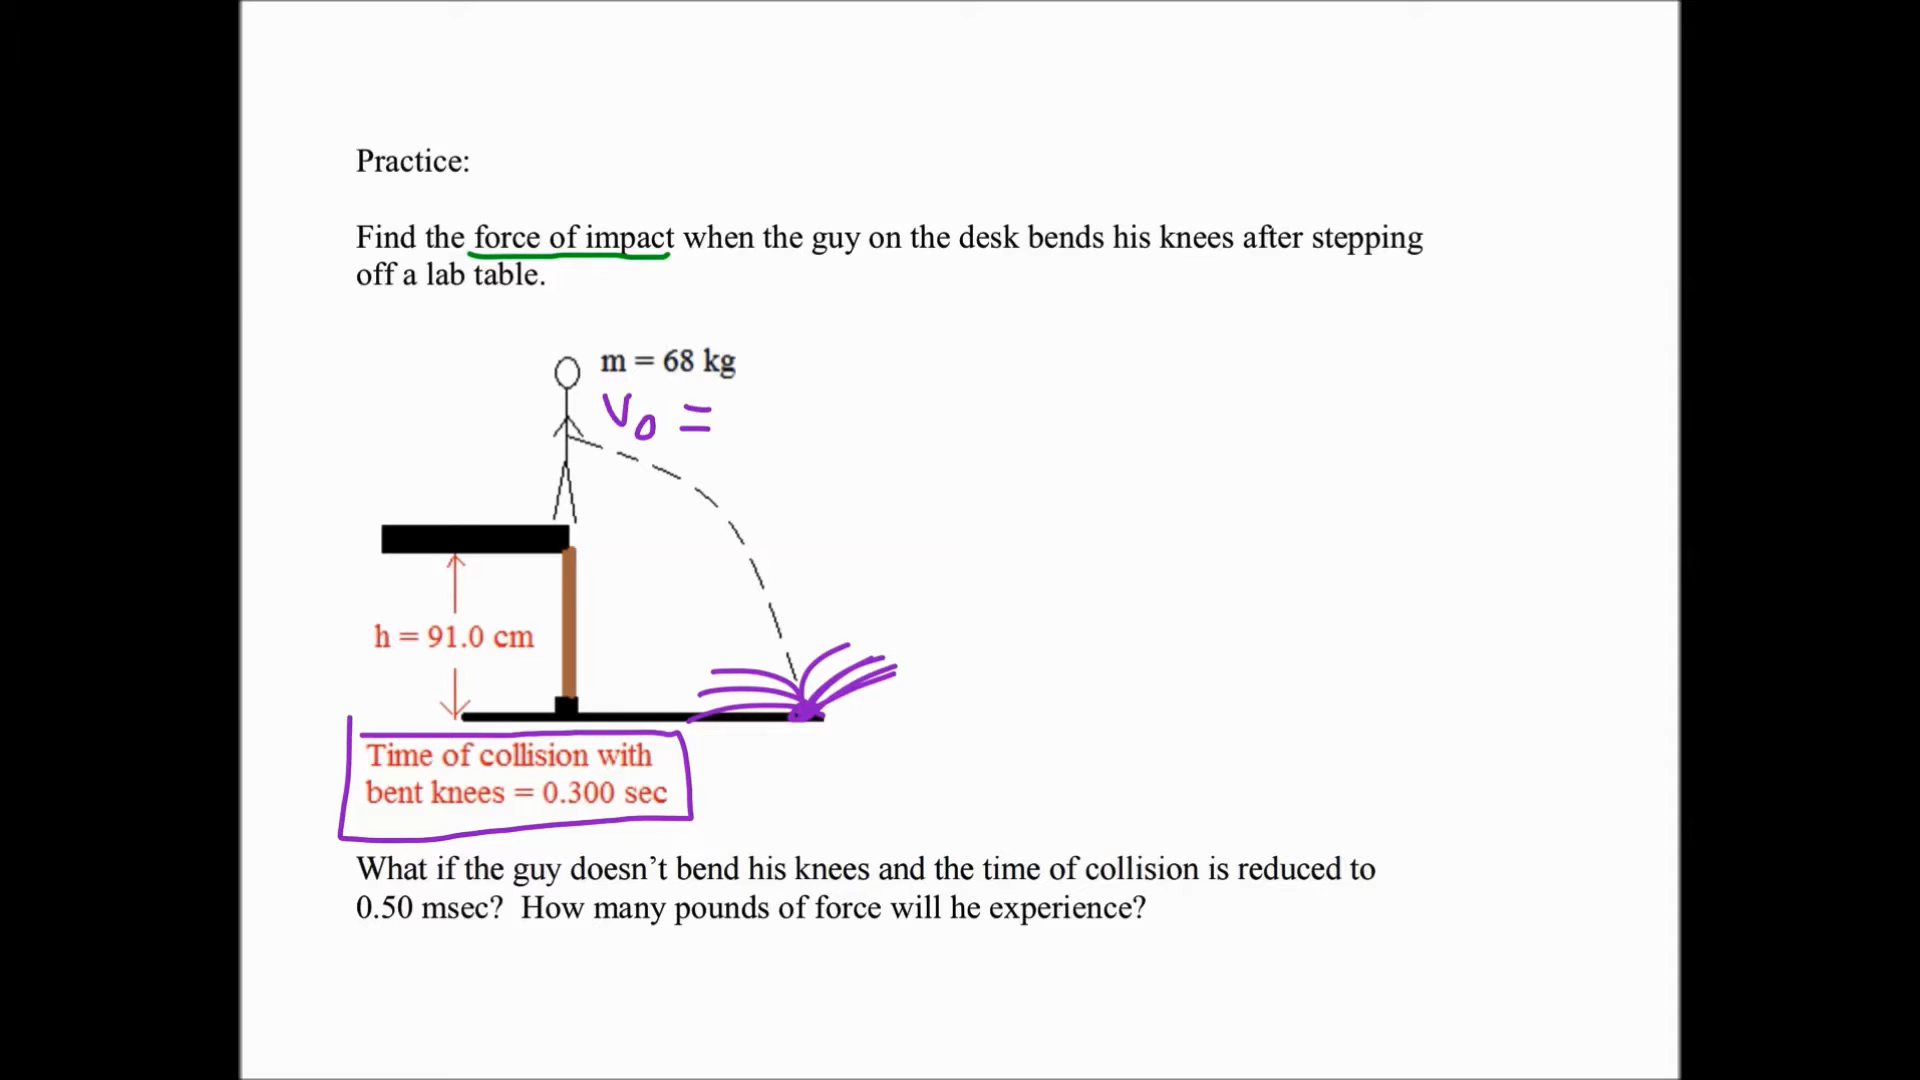 Practice:
Find the force of impact when the guy on the desk bends his knees after stepping
off a lab table.
m = 68 kg
v₀ =
h = 91.0 cm
Time of collision with
bent knees = 0.300 sec
What if the guy doesn’t bend his knees and the time of collision is reduced to
0.50 msec?  How many pounds of force will he experience?